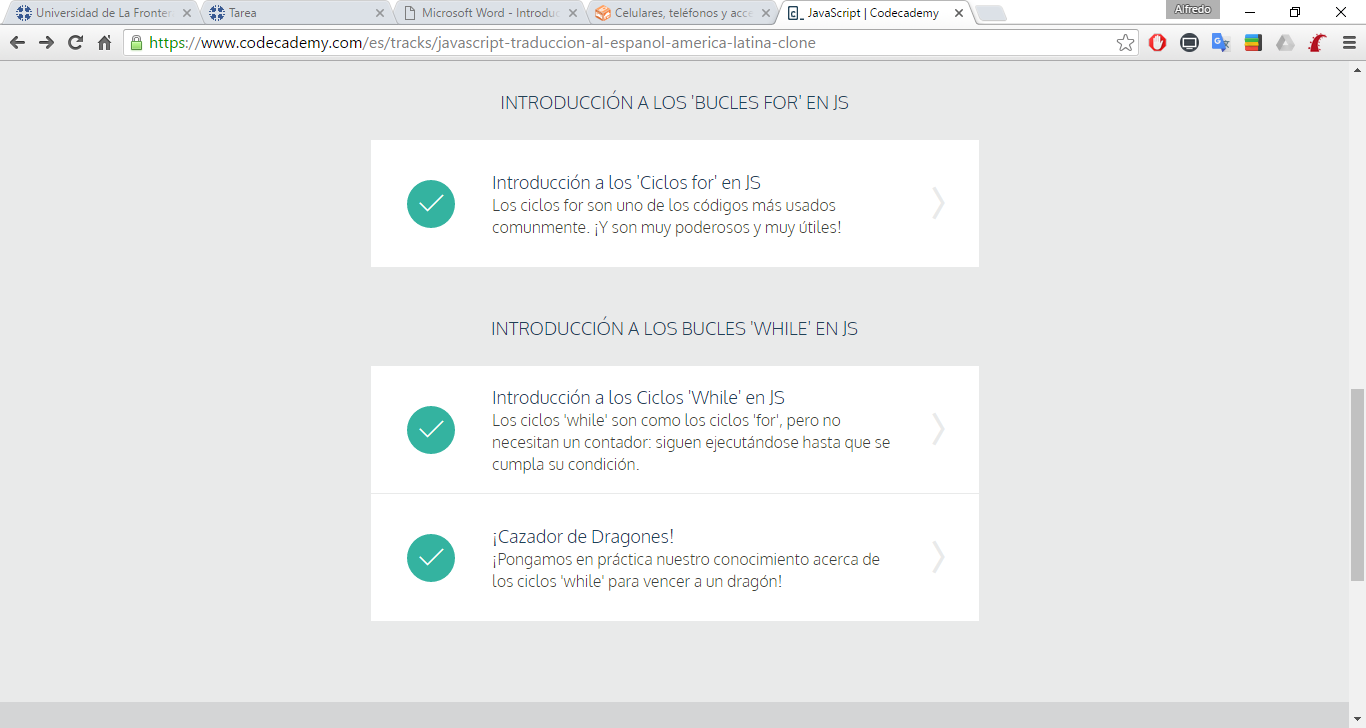 Universidad de La Fronter
Tarea
Microsoft Word - Introduc
Celulares, teléfonos y acce
JavaScript | Codecademy
Alfredo
https://www.codecademy.com/es/tracks/javascript-traduccion-al-espanol-america-latina-clone
INTRODUCCIÓN A LOS 'BUCLES FOR' EN JS
Introducción a los 'Ciclos for' en JS
Los ciclos for son uno de los códigos más usados
comunmente. ¡Y son muy poderosos y muy útiles!
INTRODUCCIÓN A LOS BUCLES 'WHILE' EN JS
Introducción a los Ciclos 'While' en JS
Los ciclos 'while' son como los ciclos 'for', pero no
necesitan un contador: siguen ejecutándose hasta que se
cumpla su condición.
¡Cazador de Dragones!
¡Pongamos en práctica nuestro conocimiento acerca de
los ciclos 'while' para vencer a un dragón!